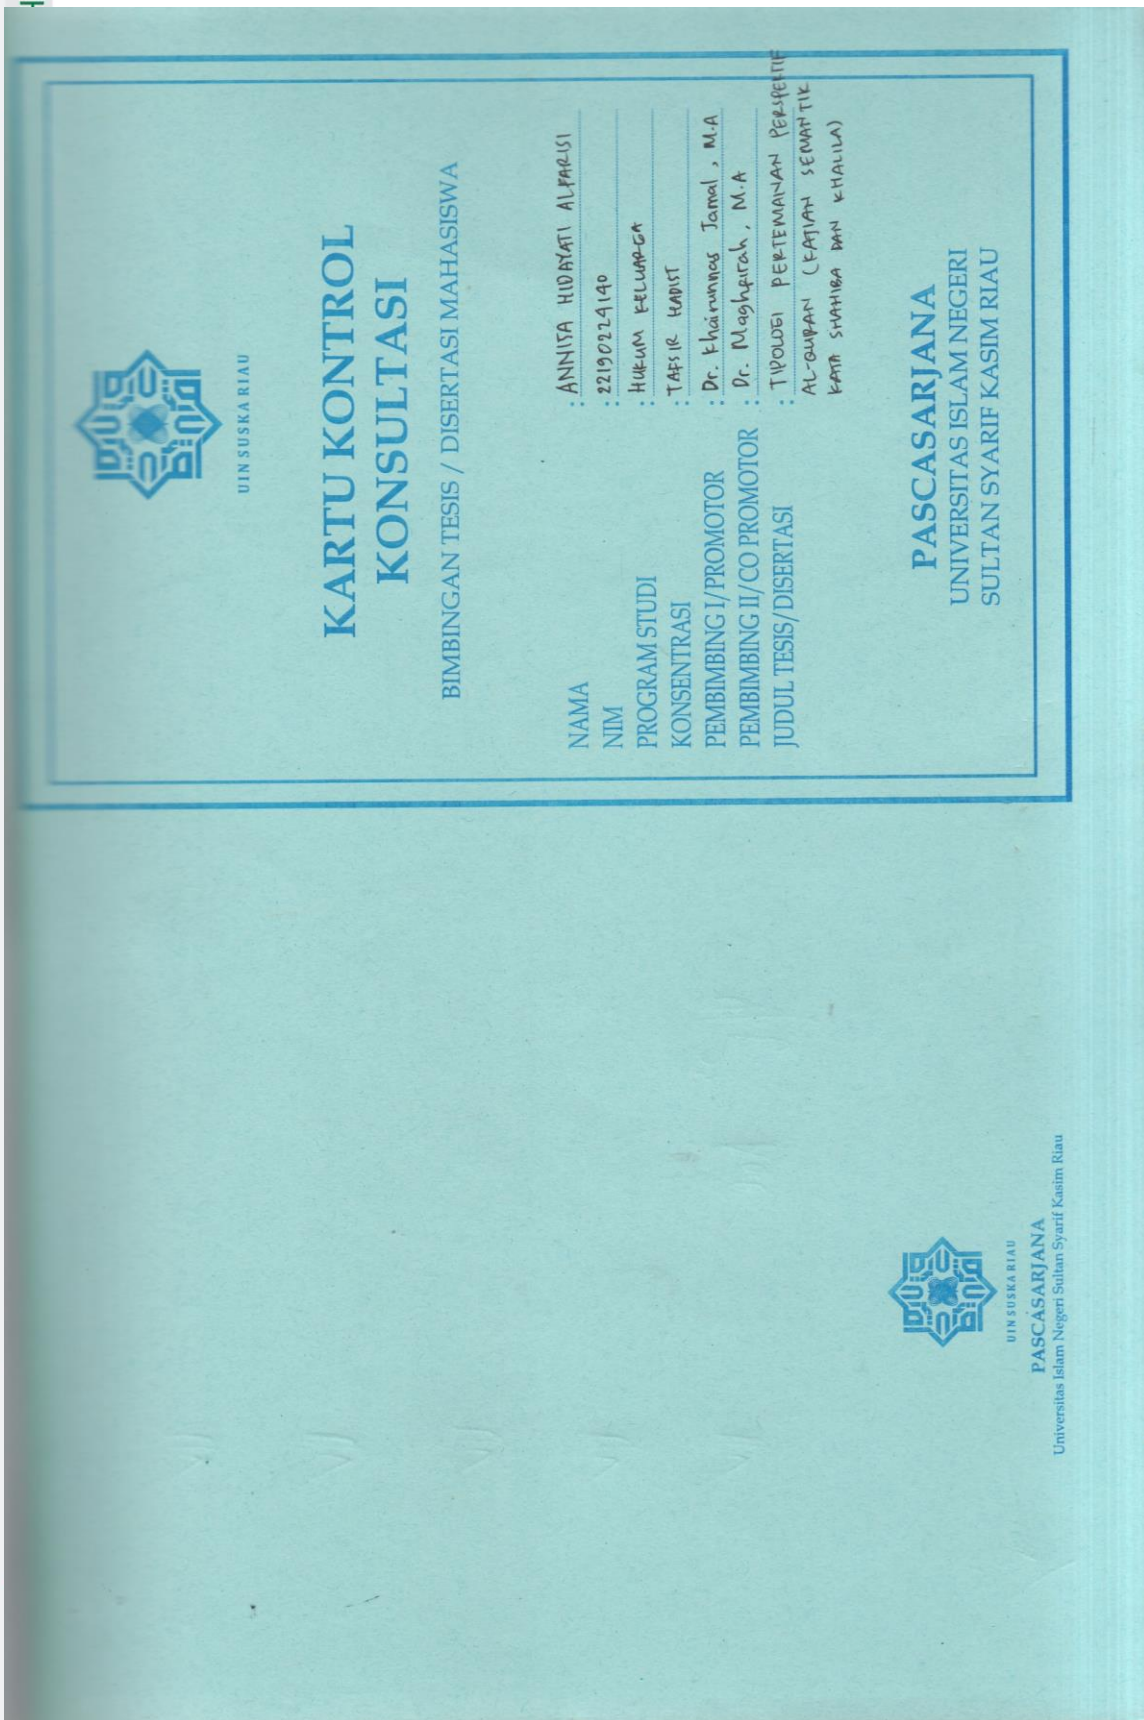 UIN SUSKA RIAU
KARTU KONTROL
KONSULTASI
BIMBINGAN TESIS / DISERTASI MAHASISWA
NAMA : ANNISA HIDAYATI ALFARISI
NIM : 22190224140
PROGRAM STUDI : HUKUM KELUARGA
KONSENTRASI : TAFSIR HADIST
PEMBIMBING I/PROMOTOR : Dr. Khairunnas Jamal, M.A
PEMBIMBING II/CO PROMOTOR : Dr. Maghfirah, M.A
JUDUL TESIS/DISERTASI : TIPOLOGI PERTEMANAN PERSPEKTIF
AL-QURAN (KAJIAN SEMANTIK
KATA SHAHIBA DAN KHALILA)
PASCASARJANA
UNIVERSITAS ISLAM NEGERI
SULTAN SYARIF KASIM RIAU
UIN SUSKA RIAU
PASCASARJANA
Universitas Islam Negeri Sultan Syarif Kasim Riau